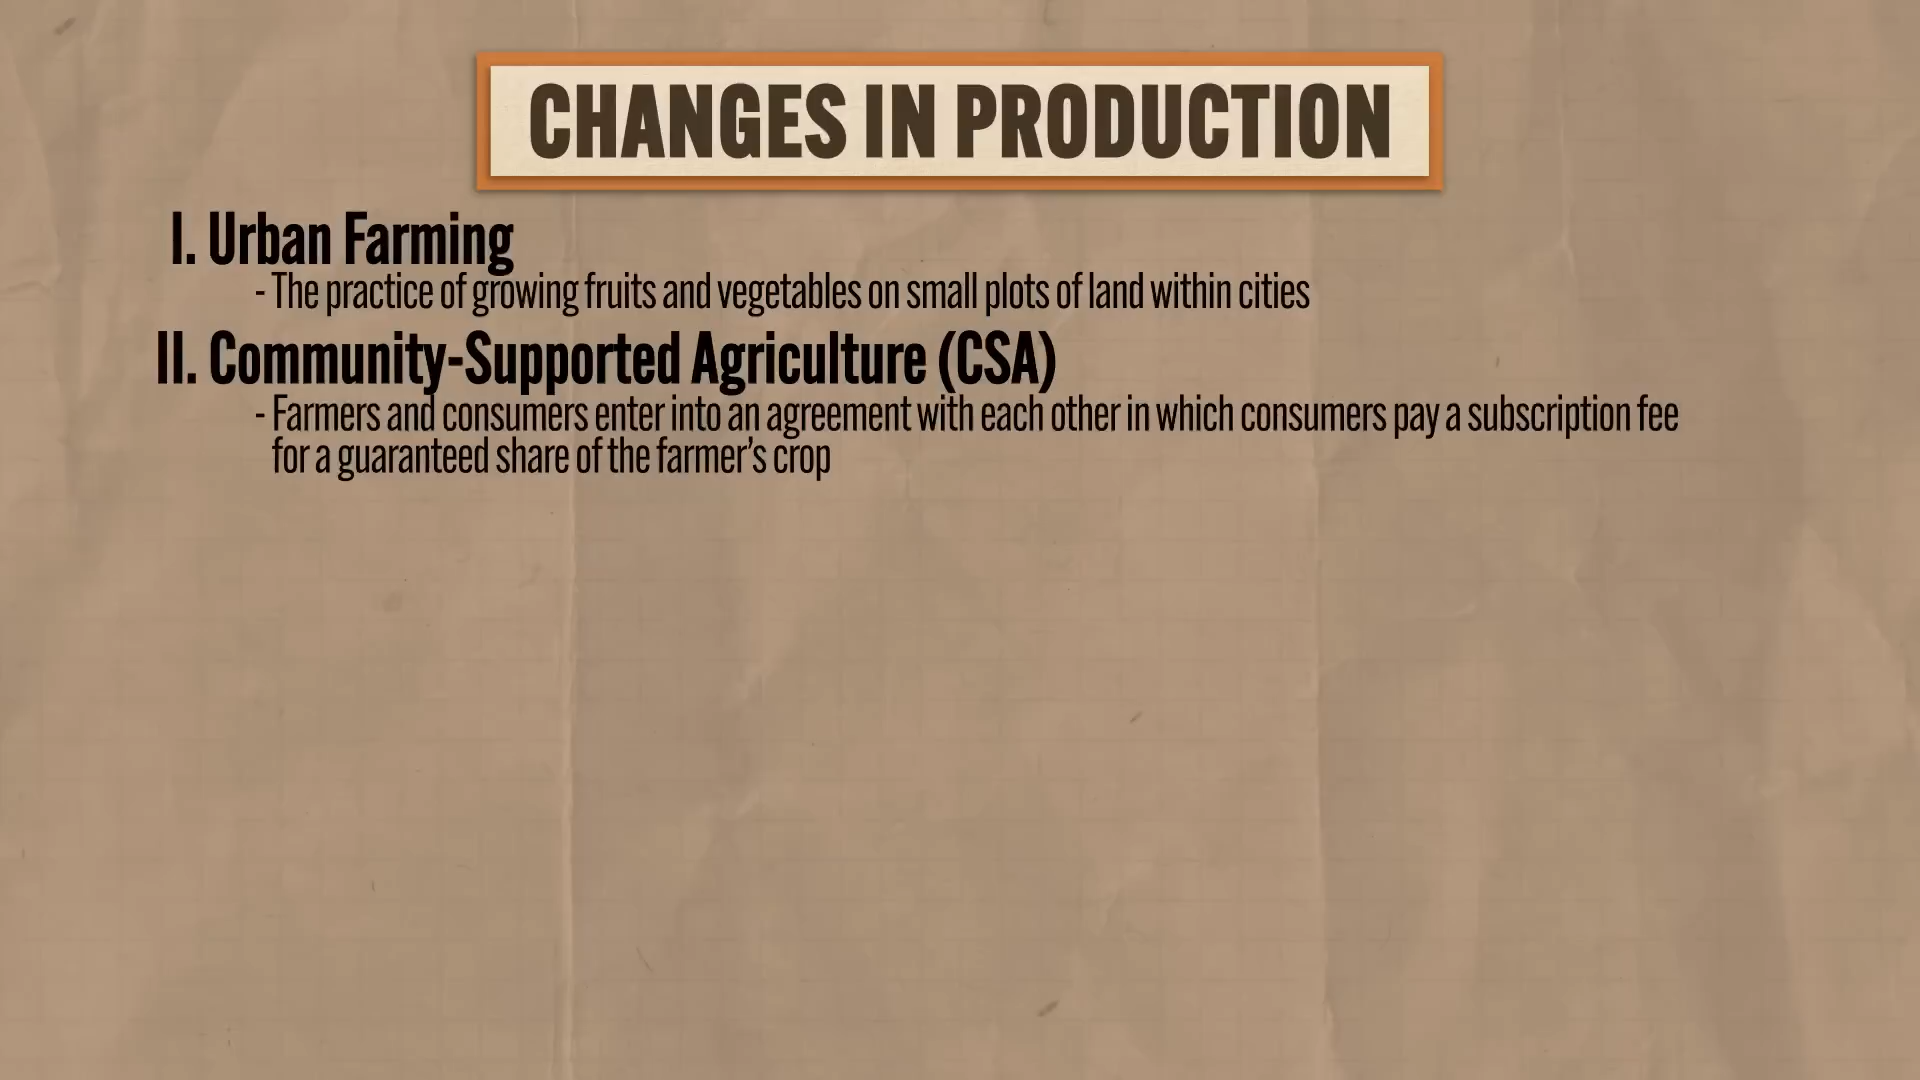 CHANGES IN PRODUCTION
I. Urban Farming
- The practice of growing fruits and vegetables on small plots of land within cities
II. Community-Supported Agriculture (CSA)
- Farmers and consumers enter into an agreement with each other in which consumers pay a subscription fee
for a guaranteed share of the farmer’s crop